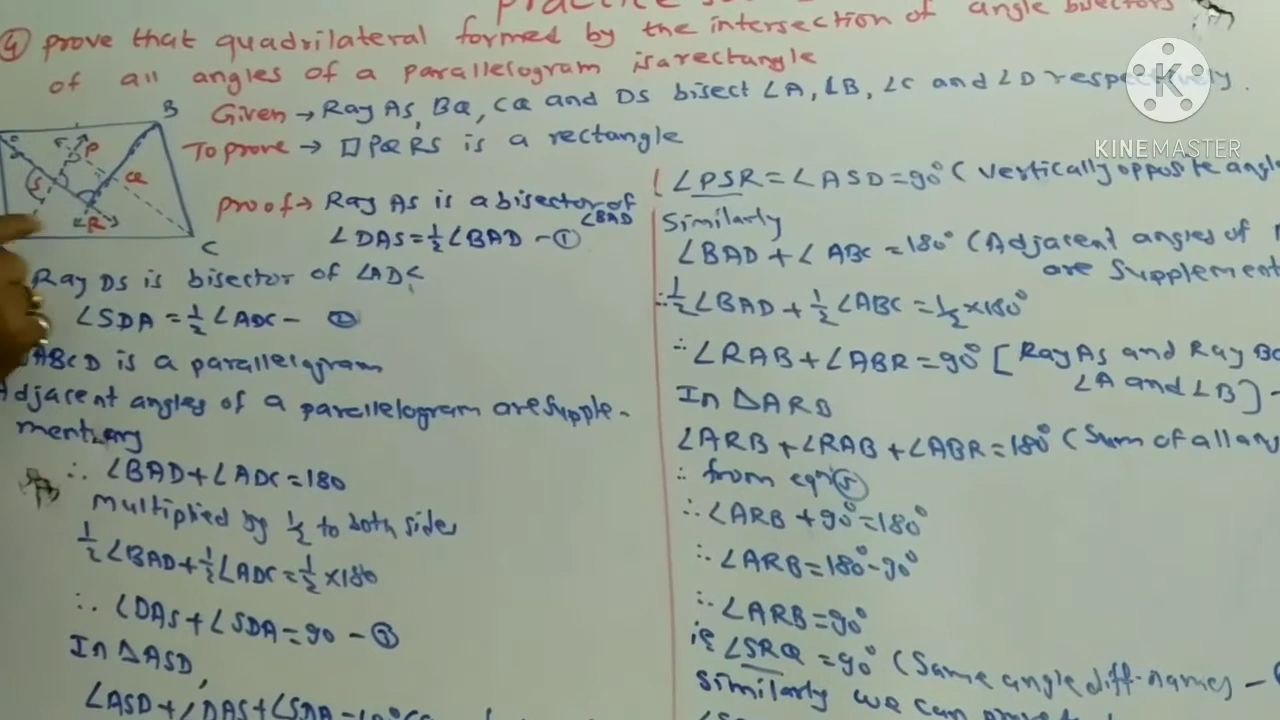 Practice
④ prove that quadrilateral formed by the intersection of angle bisectors
of all angles of a parallelogram is a rectangle
Given → Ray AS, BQ, CQ and DS bisect ∠A, ∠B, ∠C and ∠D respectively.
To prove → □PQRS is a rectangle
B
P
Q
S
R
C
proof → Ray AS is a bisector of
∠BAD
∠DAS = ½ ∠BAD - ①
Ray DS is bisector of ∠ADC
∠SDA = ½ ∠ADC - ②
ABCD is a parallelgram
Adjacent angles of a parallelogram are supple-
mentary
∴ ∠BAD + ∠ADC = 180
multiplied by ½ to both sides
½ ∠BAD + ½ ∠ADC = ½ × 180
∴ ∠DAS + ∠SDA = 90 - ③
In △ASD,
∠ASD + ∠DAS + ∠SDA
∠PSR = ∠ASD = 90° (Vertically opposite angle
Similarly
∠BAD + ∠ABC = 180° (Adjacent angles of
are Supplement
∴ ½ ∠BAD + ½ ∠ABC = ½ × 180°
∴ ∠RAB + ∠ABR = 90° [Ray AS and Ray BQ
∠A and ∠B] -
In △ARB
∠ARB + ∠RAB + ∠ABR = 180° (Sum of all an
∴ from eqn ⑤
∴ ∠ARB + 90° = 180°
∴ ∠ARB = 180° - 90°
∴ ∠ARB = 90°
ie ∠SRQ = 90° (Same angle diff. names -
Similarly we can
K
KINEMASTER